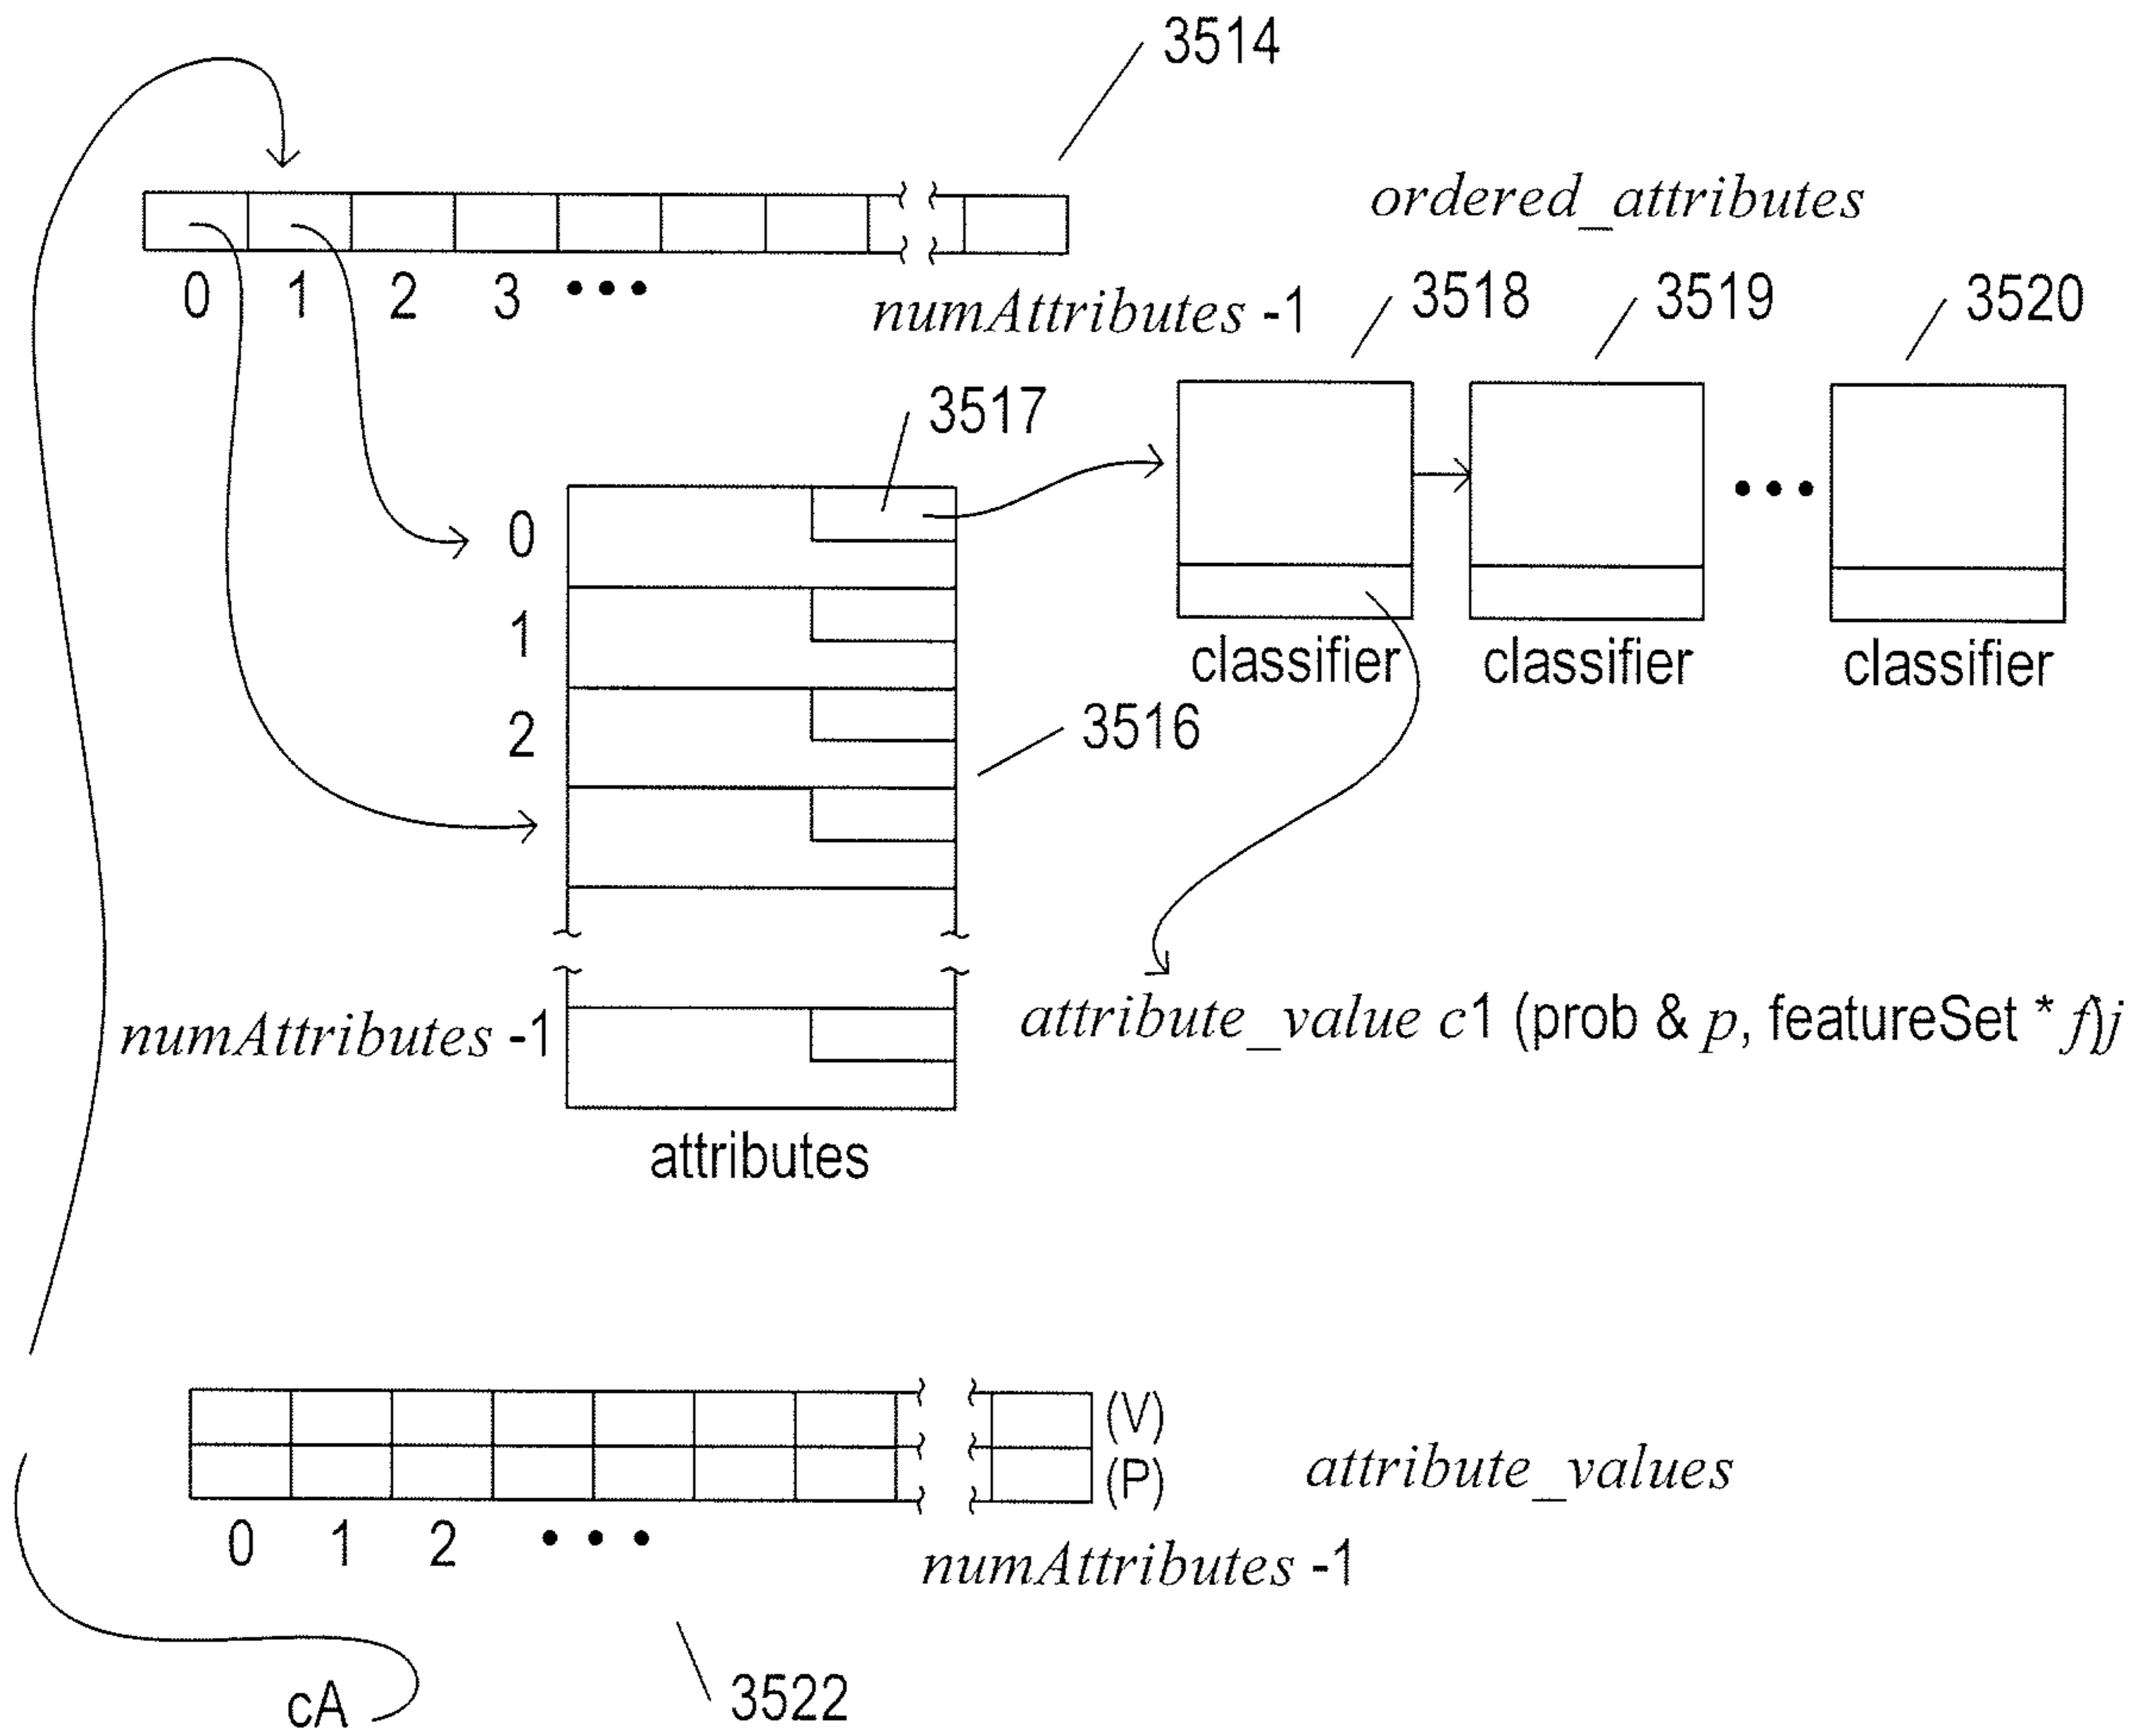 3514
ordered_attributes
0 1 2 3 •••
numAttributes -1
3518 3519 3520
3517
0
1
2
classifier classifier •••  classifier
3516
numAttributes -1
attribute_value c1 (prob & p, featureSet * f)j
attributes
(V)
(P)
attribute_values
0 1 2 •••
numAttributes -1
cA
3522